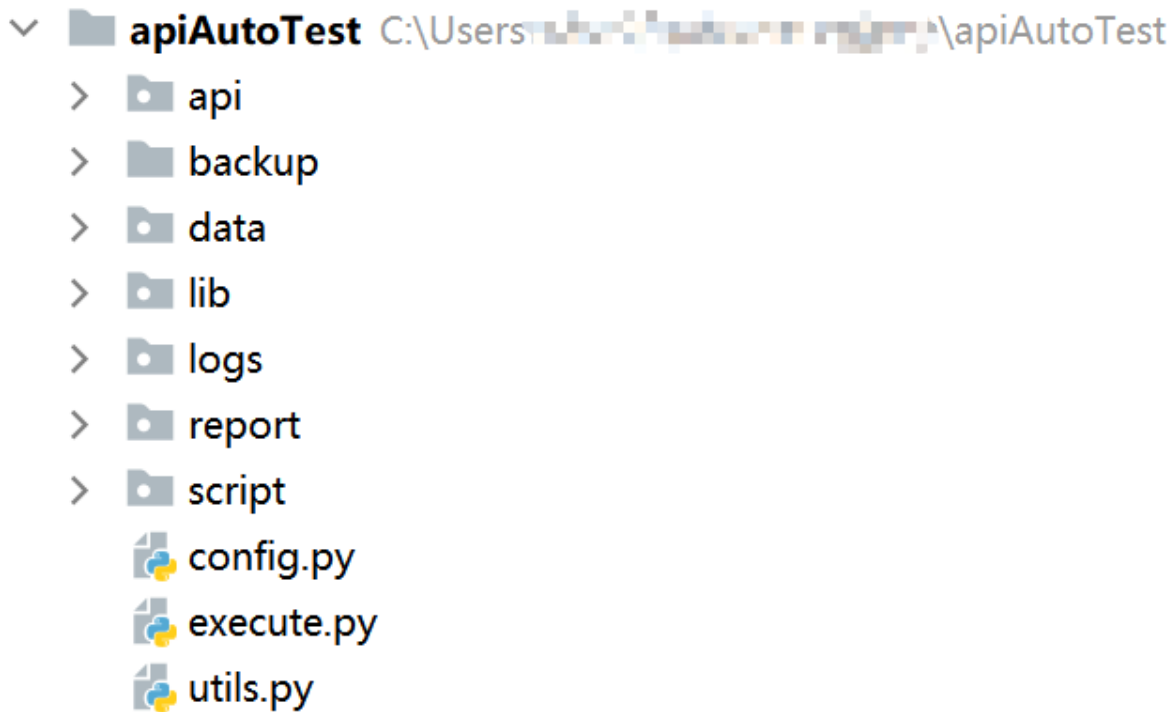 apiAutoTest C:\Users \apiAutoTest
api
backup
data
lib
logs
report
script
config.py
execute.py
utils.py